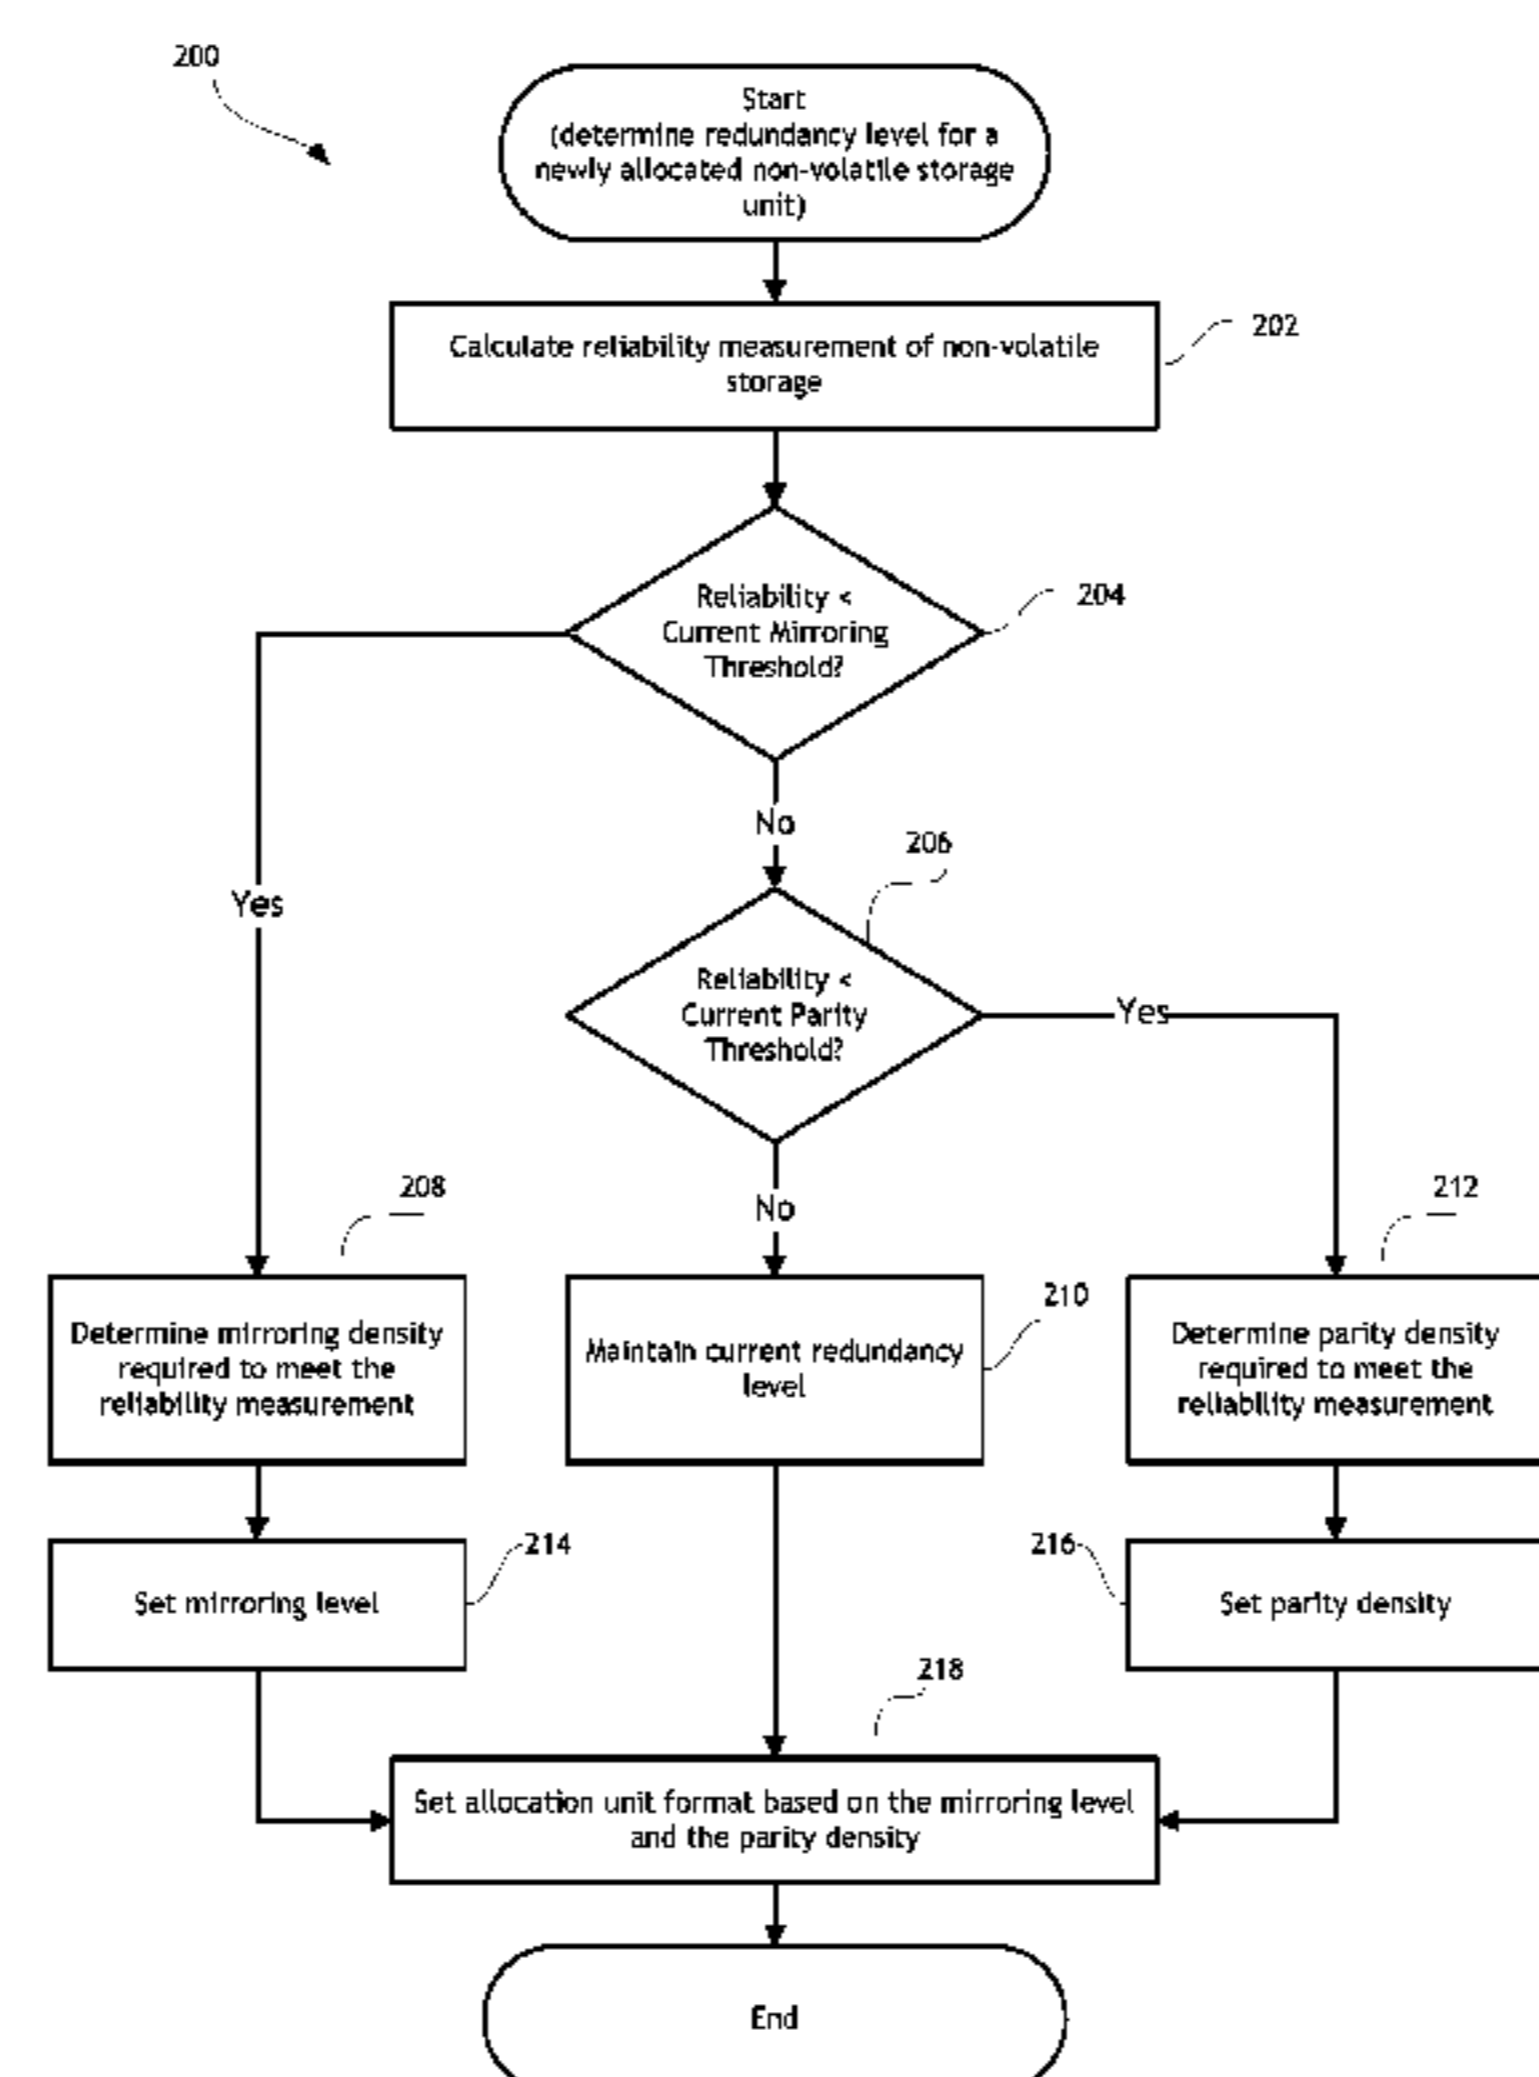 200
Start
(determine redundancy level for a
newly allocated non-volatile storage
unit)
Calculate reliability measurement of non-volatile
storage
202
Reliability <
Current Mirroring
Threshold?
204
No
Yes
206
Reliability <
Current Parity
Threshold?
Yes
No
208
212
Determine mirroring density
required to meet the
reliability measurement
Maintain current redundancy
level
210
Determine parity density
required to meet the
reliability measurement
Set mirroring level
214
216
Set parity density
218
Set allocation unit format based on the mirroring level
and the parity density
End